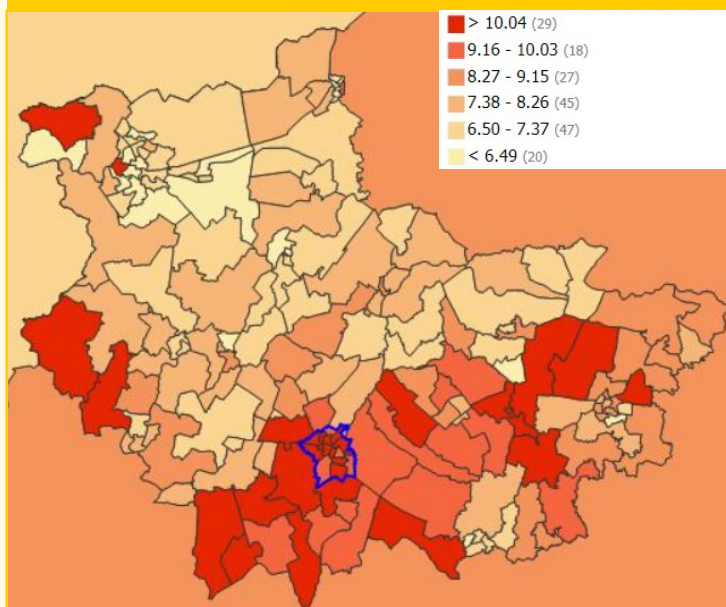 > 10.04 (29)
9.16 - 10.03 (18)
8.27 - 9.15 (27)
7.38 - 8.26 (45)
6.50 - 7.37 (47)
< 6.49 (20)